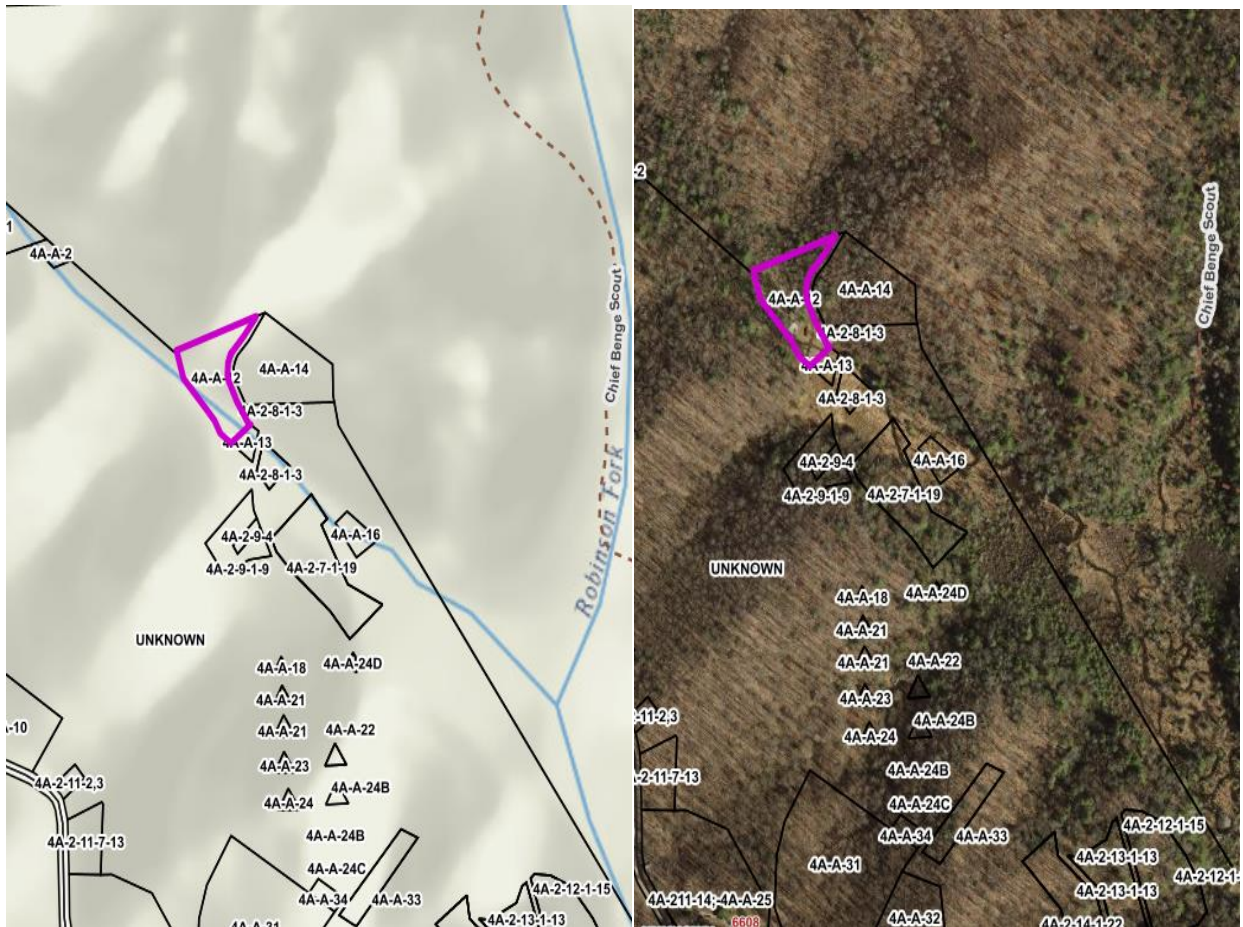 1
4A-A-2
Chief Benge Scout
4A-A-12
4A-A-14
4A-2-8-1-3
4A-A-13
4A-2-8-1-3
4A-2-9-4
4A-A-16
4A-2-9-1-9
4A-2-7-1-19
Robinson Fork
UNKNOWN
4A-A-18
4A-A-24D
4A-A-21
4A-A-21
4A-A-22
4A-A-23
4A-A-24
4A-A-24B
4A-A-24B
4A-A-24C
4A-A-34
4A-A-33
-10
4A-2-11-2,3
4A-2-11-7-13
4A-2-12-1-15
4A-2-13-1-13
4A-A-31
-2
Chief Benge Scout
4A-A-12
4A-A-14
4A-2-8-1-3
4A-A-13
4A-2-8-1-3
4A-2-9-4
4A-A-16
4A-2-9-1-9
4A-2-7-1-19
UNKNOWN
4A-A-18
4A-A-24D
4A-A-21
4A-A-21
4A-A-22
4A-A-23
4A-A-24B
4A-A-24
4A-A-24B
4A-A-24C
4A-A-34
4A-A-33
4A-A-31
-11-2,3
-2-11-7-13
4A-211-14;-4A-A-25
6608
4A-A-32
4A-2-12-1-15
4A-2-13-1-13
4A-2-13-1-13
4A-2-12-1-
4A-2-14-1-22